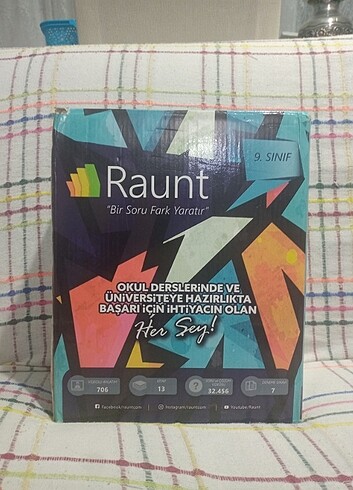 9. SINIF
Raunt
"Bir Soru Fark Yaratır"
OKUL DERSLERİNDE VE
ÜNİVERSİTEYE HAZIRLIKTA
BAŞARI İÇİN İHTİYACIN OLAN
Her Şey!
706
13
32.456
7